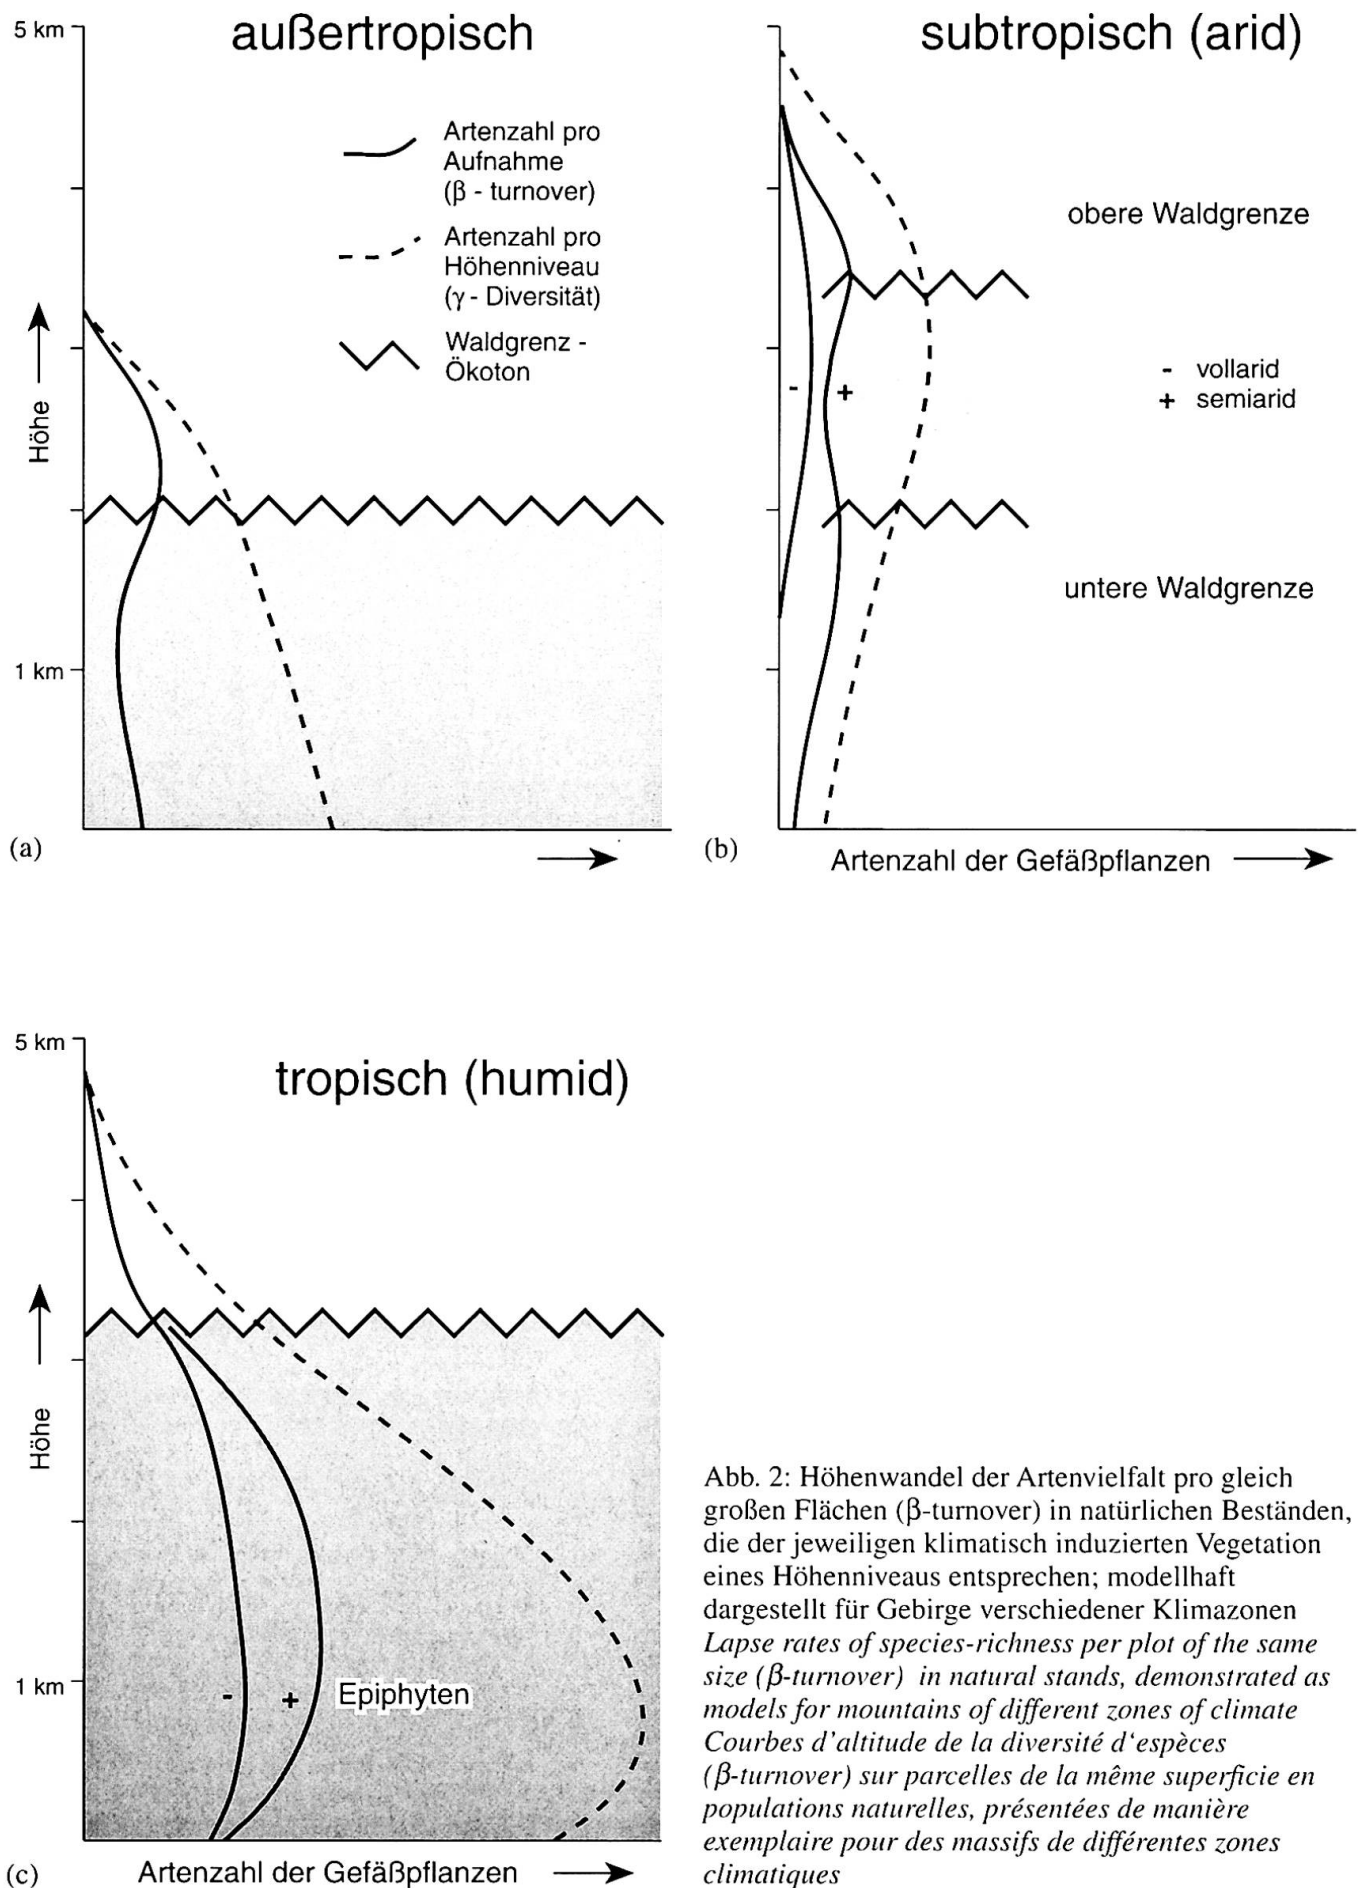 außertropisch
5 km
Artenzahl pro
Aufnahme
(β - turnover)
Artenzahl pro
Höhenniveau
(γ - Diversität)
Waldgrenz -
Ökoton
Höhe
1 km
(a)
subtropisch (arid)
obere Waldgrenze
- vollarid
+ semiarid
-
+
untere Waldgrenze
(b)
Artenzahl der Gefäßpflanzen
tropisch (humid)
5 km
Höhe
1 km
-
+
Epiphyten
(c)
Artenzahl der Gefäßpflanzen
Abb. 2: Höhenwandel der Artenvielfalt pro gleich
großen Flächen (β-turnover) in natürlichen Beständen,
die der jeweiligen klimatisch induzierten Vegetation
eines Höhenniveaus entsprechen; modellhaft
dargestellt für Gebirge verschiedener Klimazonen
Lapse rates of species-richness per plot of the same
size (β-turnover) in natural stands, demonstrated as
models for mountains of different zones of climate
Courbes d'altitude de la diversité d‘espèces
(β-turnover) sur parcelles de la même superficie en
populations naturelles, présentées de manière
exemplaire pour des massifs de différentes zones
climatiques